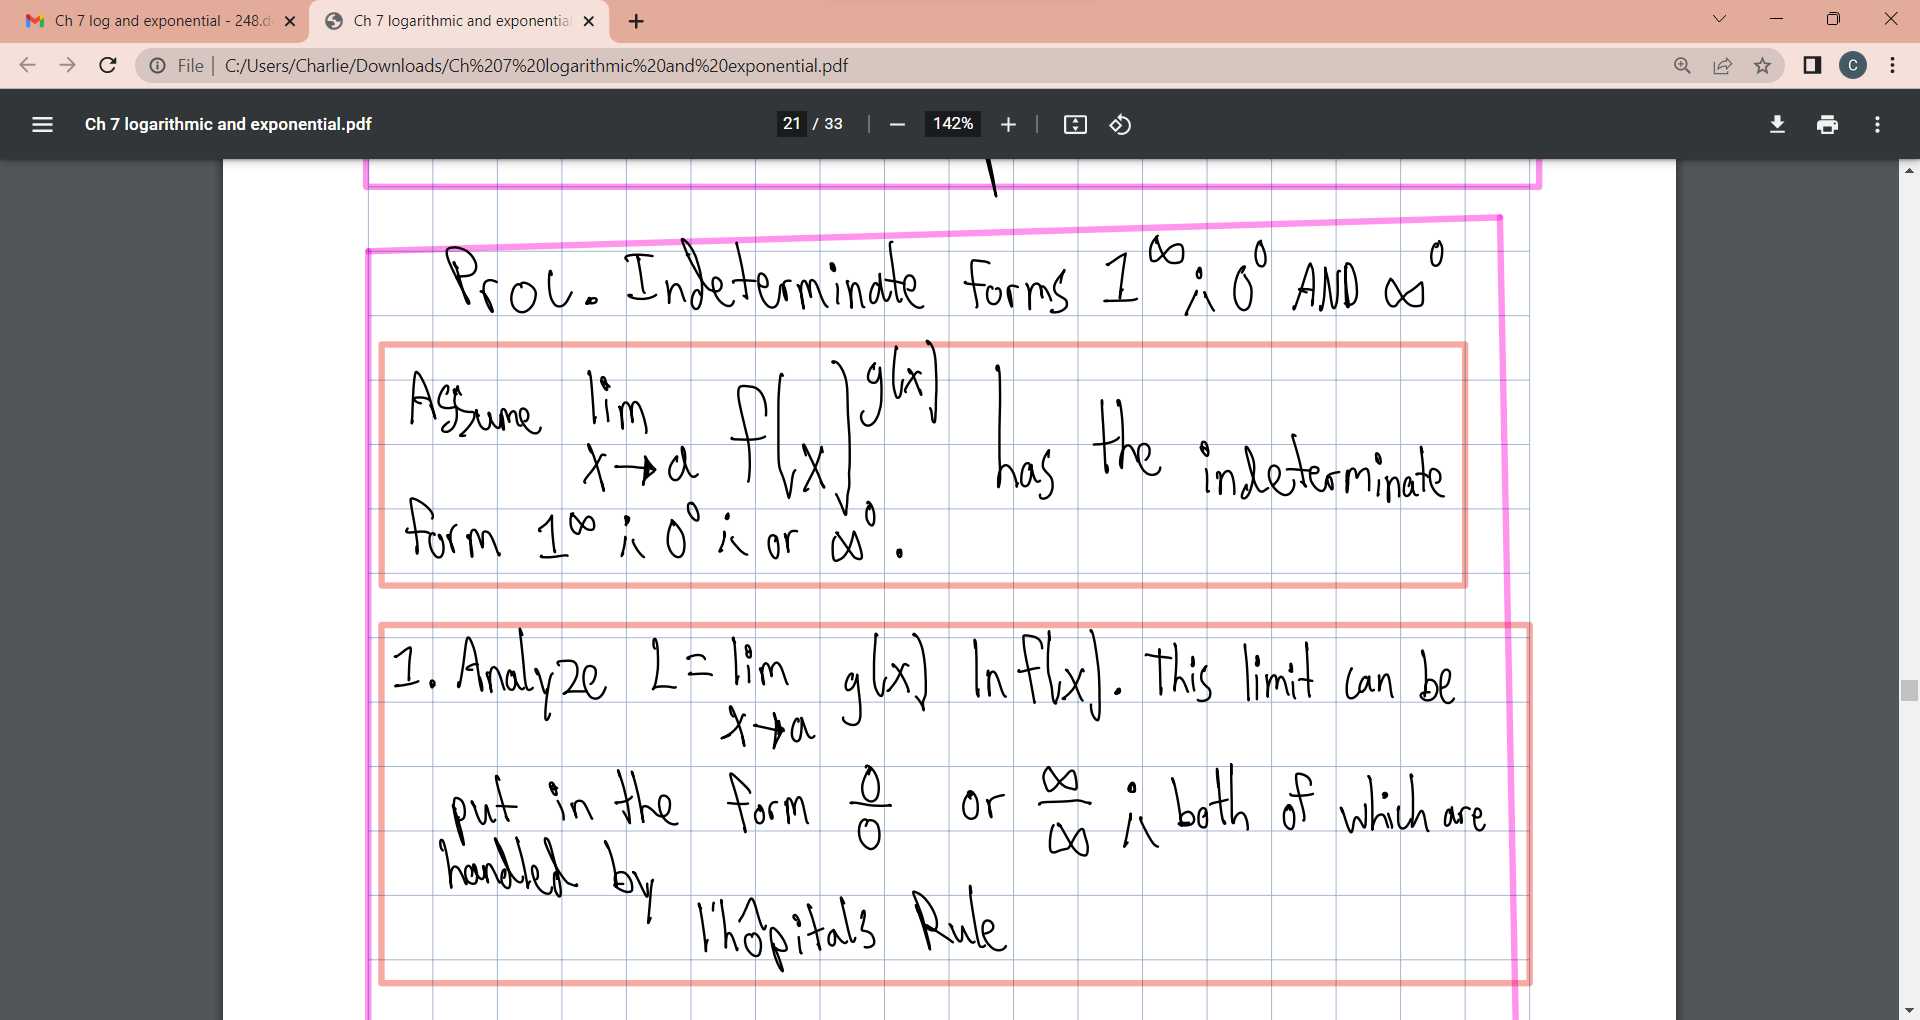 Ch 7 log and exponential - 248.d
Ch 7 logarithmic and exponential
File | C:/Users/Charlie/Downloads/Ch%207%20logarithmic%20and%20exponential.pdf
C
Ch 7 logarithmic and exponential.pdf
21 / 33
142%
Proc. Indeterminate Forms 1^∞ ; 0^0 AND ∞^0
Assume lim x→a f(x)^g(x) has the indeterminate
form 1^∞ ; 0^0 ; or ∞^0.
1. Analyze L = lim x→a g(x) ln f(x). This limit can be
put in the form 0/0 or ∞/∞ ; both of which are
handled by
l'hôpital's Rule